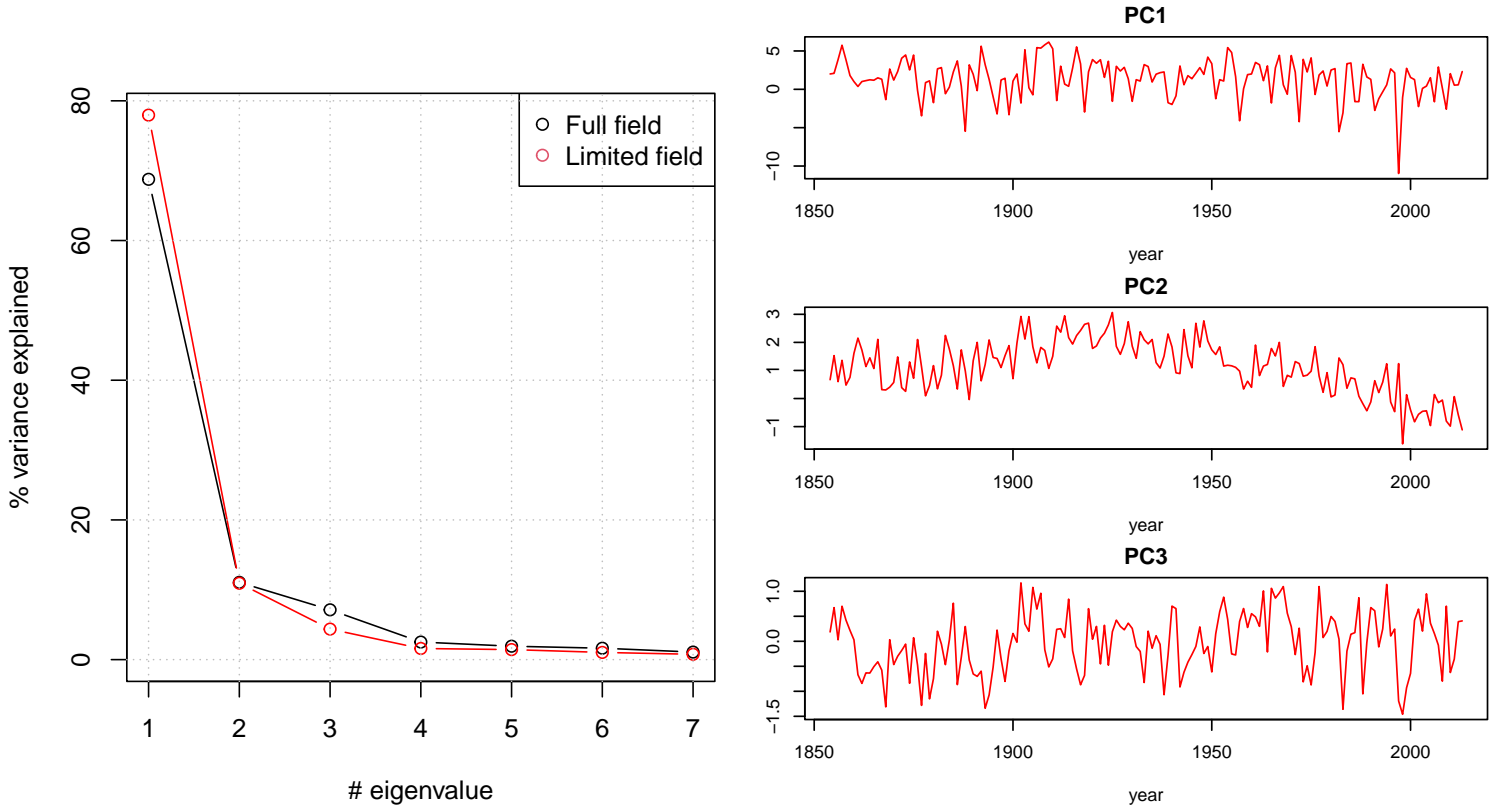 % variance explained
80
60
40
20
0
Full field
Limited field
1 2 3 4 5 6 7
# eigenvalue
PC1
5
0
−10
1850 1900 1950 2000
year
PC2
3
2
1
−1
1850 1900 1950 2000
year
PC3
1.0
0.0
−1.5
1850 1900 1950 2000
year